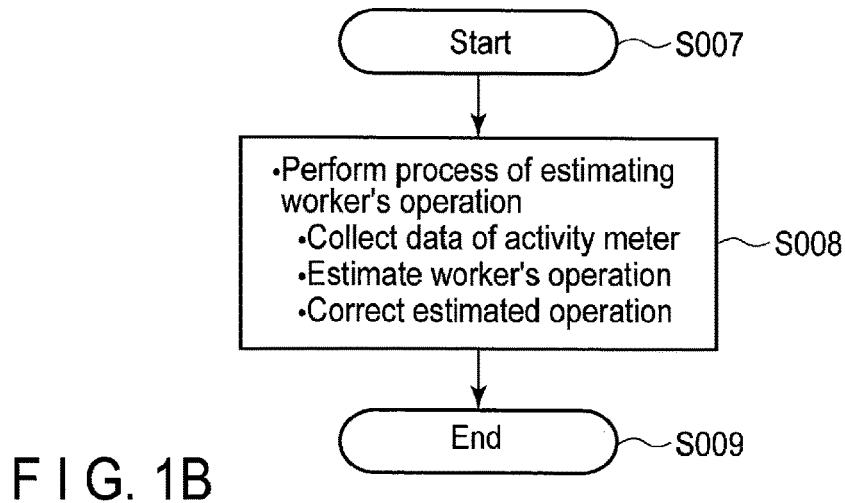 Start
S007
•Perform process of estimating
worker's operation
•Collect data of activity meter
•Estimate worker's operation
•Correct estimated operation
S008
End
S009
F I G. 1B